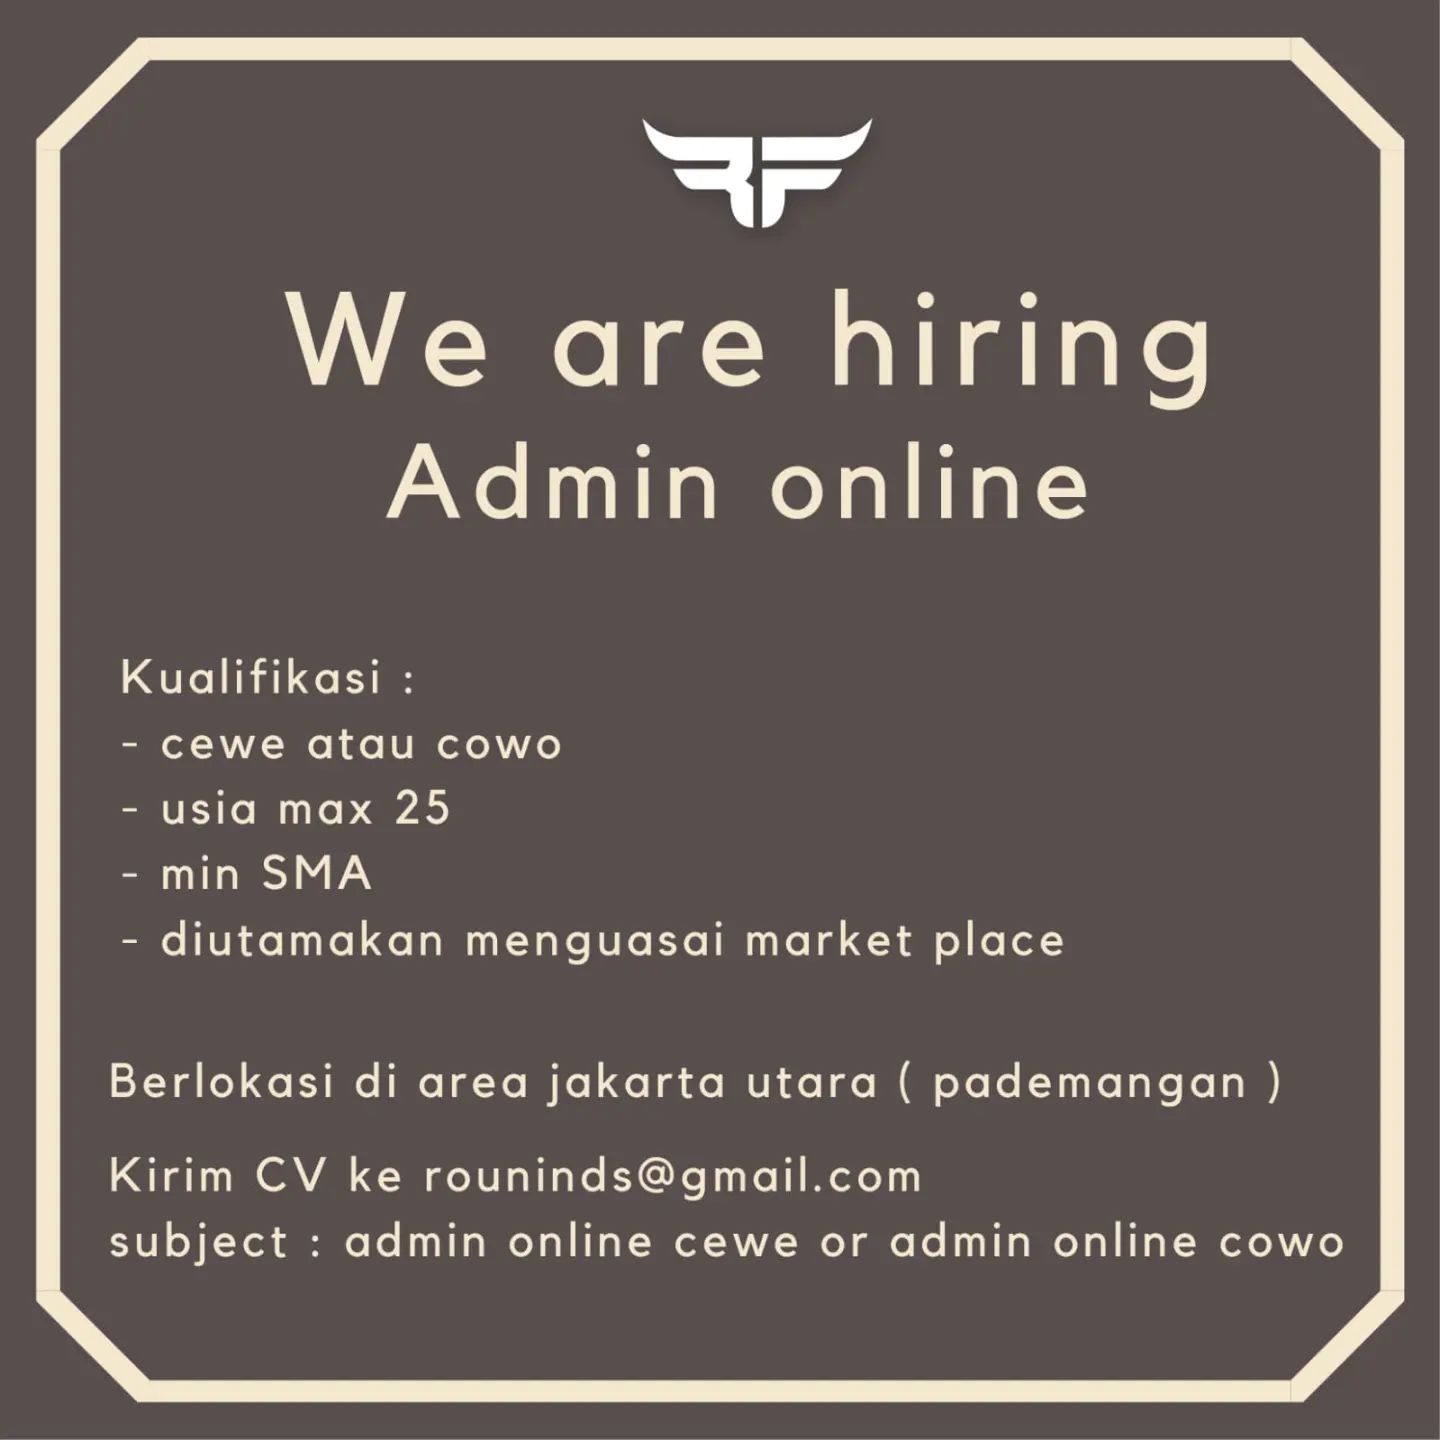 RF
We are hiring
Admin online
Kualifikasi :
- cewe atau cowo
- usia max 25
- min SMA
- diutamakan menguasai market place
Berlokasi di area jakarta utara ( pademangan )
Kirim CV ke rouninds@gmail.com
subject : admin online cewe or admin online cowo